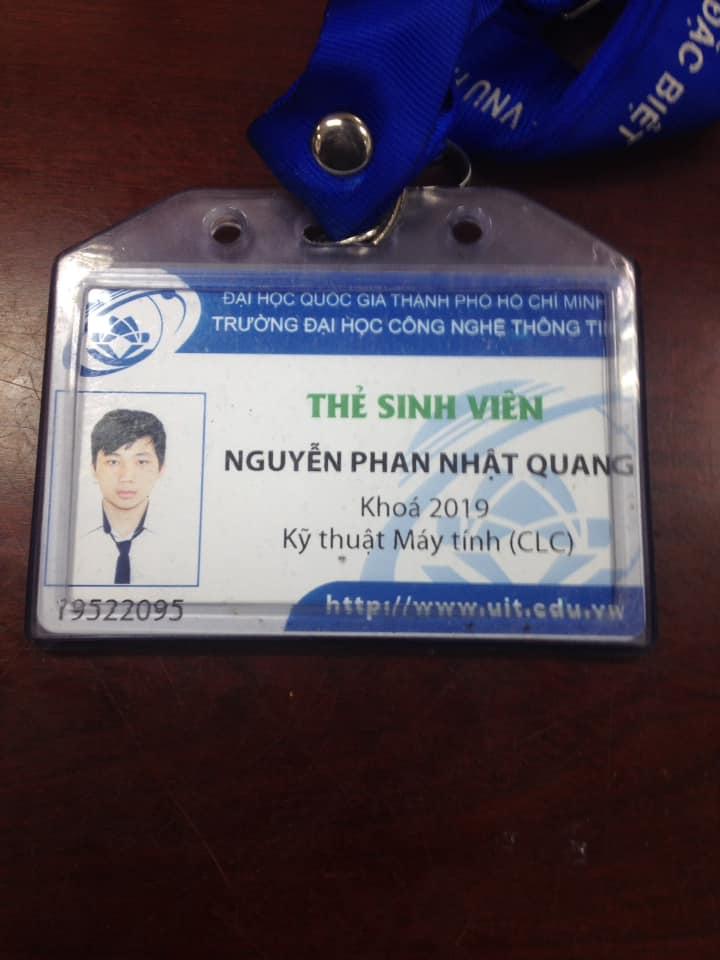 ĐẠI HỌC QUỐC GIA THÀNH PHỐ HỒ CHÍ MINH
TRƯỜNG ĐẠI HỌC CÔNG NGHỆ THÔNG TI
THẺ SINH VIÊN
NGUYỄN PHAN NHẬT QUANG
Khoá 2019
Kỹ thuật Máy tính (CLC)
19522095
http://www.uit.edu.vn
ĐẶC BIỆT
VNU